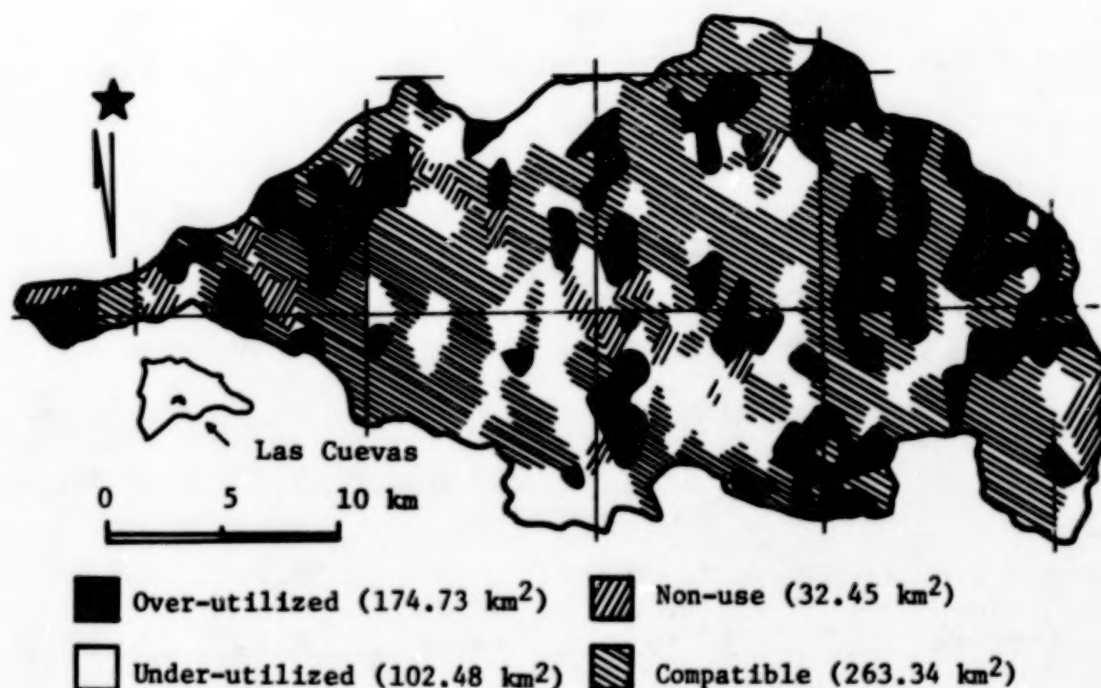 Las Cuevas
0 5 10 km
Over-utilized (174.73 km²)
Non-use (32.45 km²)
Under-utilized (102.48 km²)
Compatible (263.34 km²)